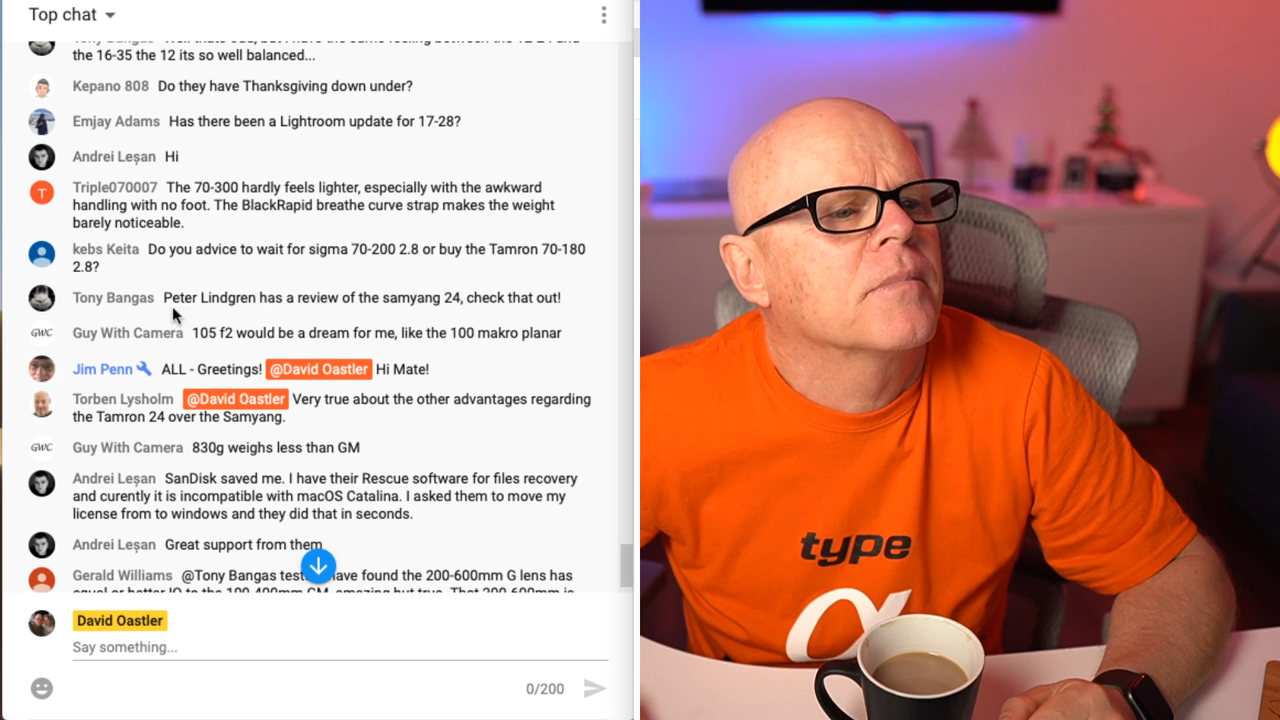 Top chat
the 16-35 the 12 its so well balanced...
Kepano 808 Do they have Thanksgiving down under?
Emjay Adams Has there been a Lightroom update for 17-28?
Andrei Leșan Hi
Triple070007 The 70-300 hardly feels lighter, especially with the awkward
handling with no foot. The BlackRapid breathe curve strap makes the weight
barely noticeable.
kebs Keita Do you advice to wait for sigma 70-200 2.8 or buy the Tamron 70-180
2.8?
Tony Bangas Peter Lindgren has a review of the samyang 24, check that out!
GWC Guy With Camera 105 f2 would be a dream for me, like the 100 makro planar
Jim Penn ALL - Greetings! @David Oastler Hi Mate!
Torben Lysholm @David Oastler Very true about the other advantages regarding
the Tamron 24 over the Samyang.
GWC Guy With Camera 830g weighs less than GM
Andrei Leșan SanDisk saved me. I have their Rescue software for files recovery
and curently it is incompatible with macOS Catalina. I asked them to move my
license from to windows and they did that in seconds.
Andrei Leșan Great support from them
T
Gerald Williams @Tony Bangas test have found the 200-600mm G lens has
David Oastler
Say something...
0/200
type
α